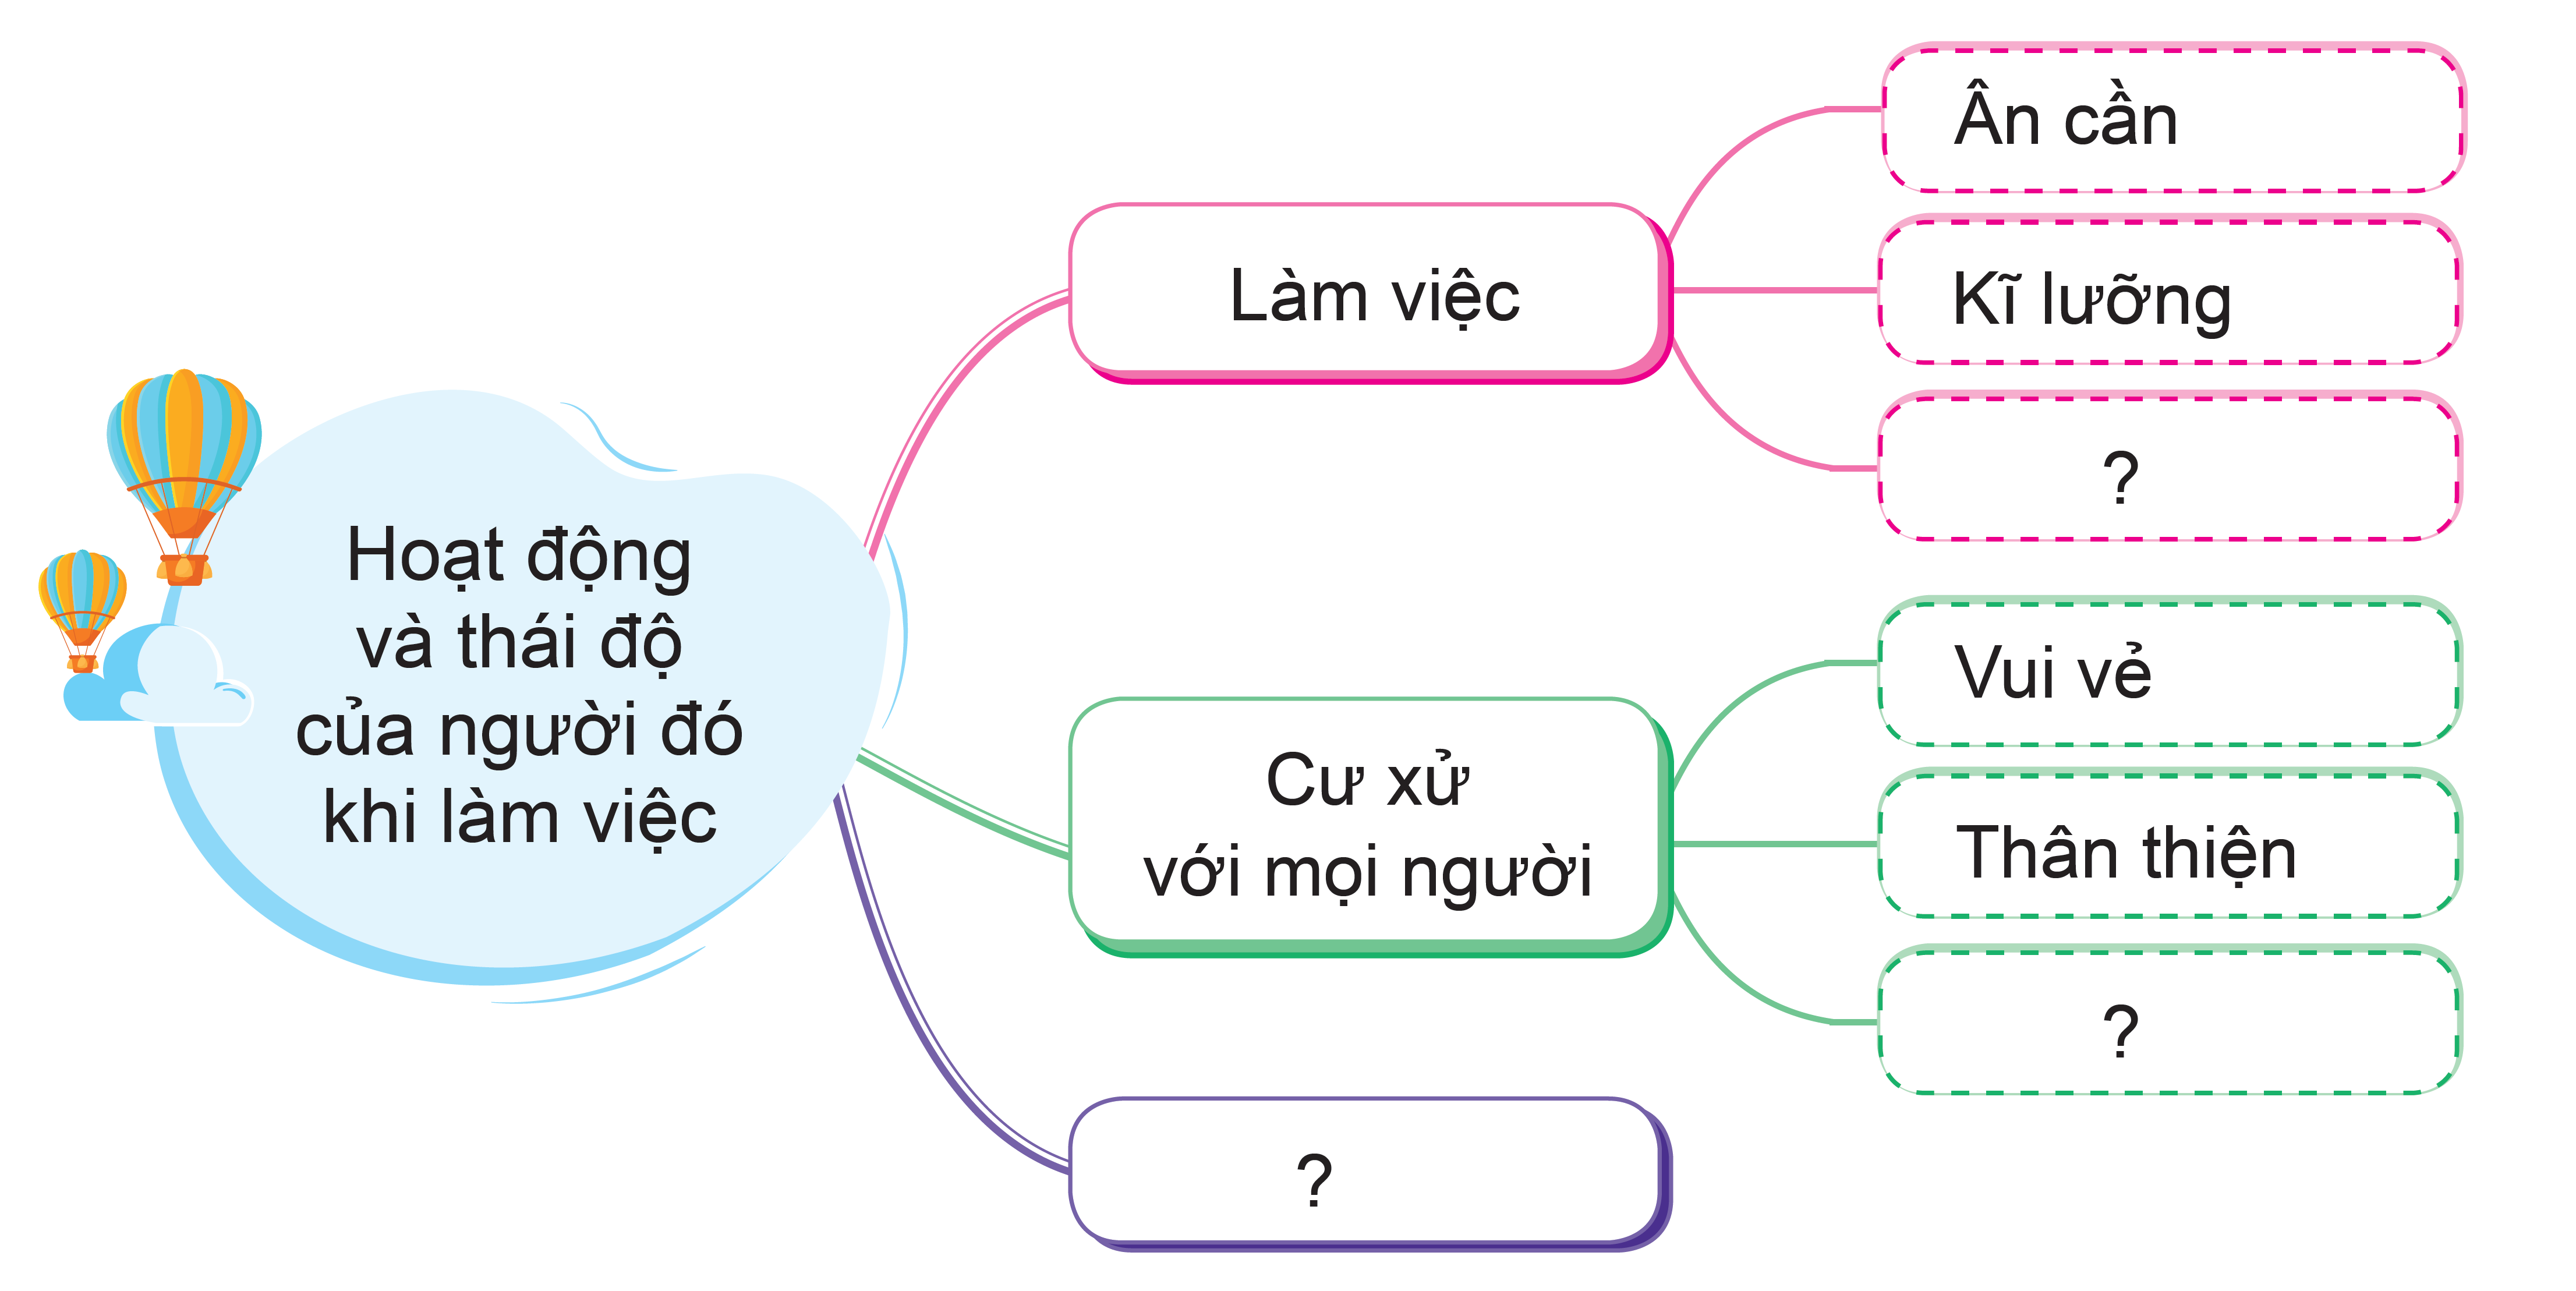 Hoạt động
và thái độ
của người đó
khi làm việc
Làm việc
Ân cần
Kĩ lưỡng
?
Cư xử
với mọi người
Vui vẻ
Thân thiện
?
?